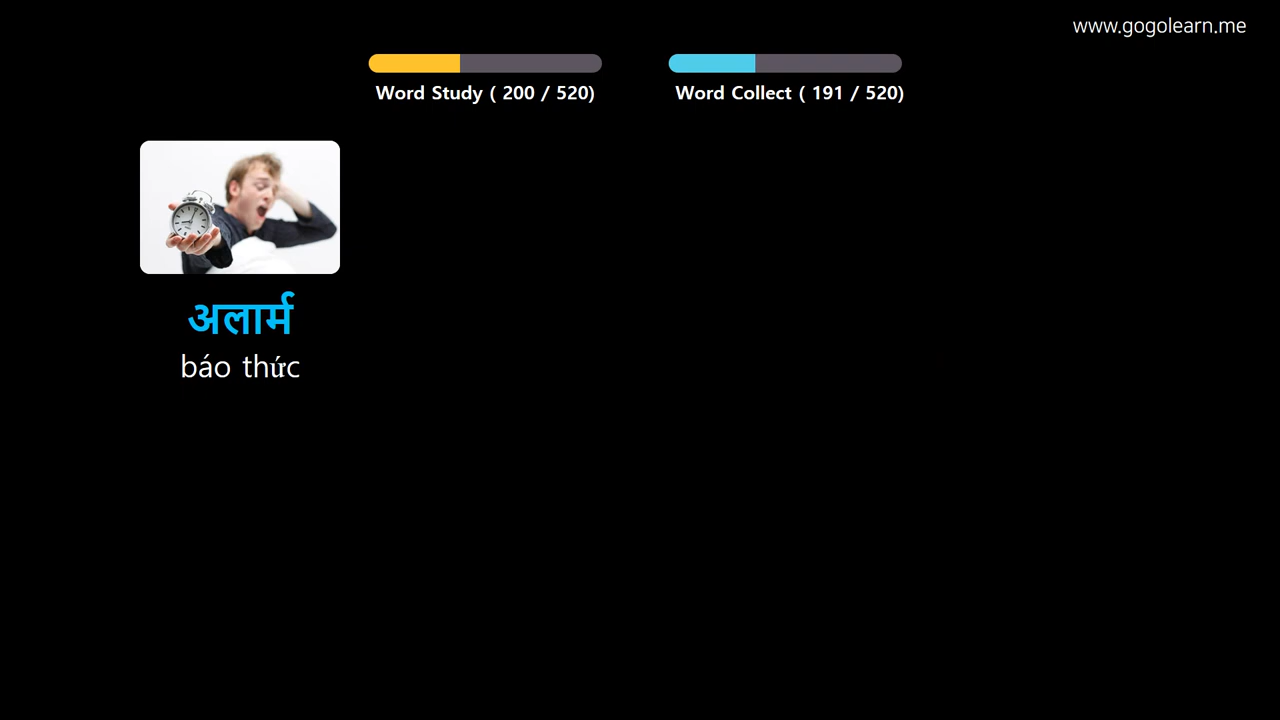 www.gogolearn.me
Word Study ( 200 / 520)
Word Collect ( 191 / 520)
अलार्म
báo thức